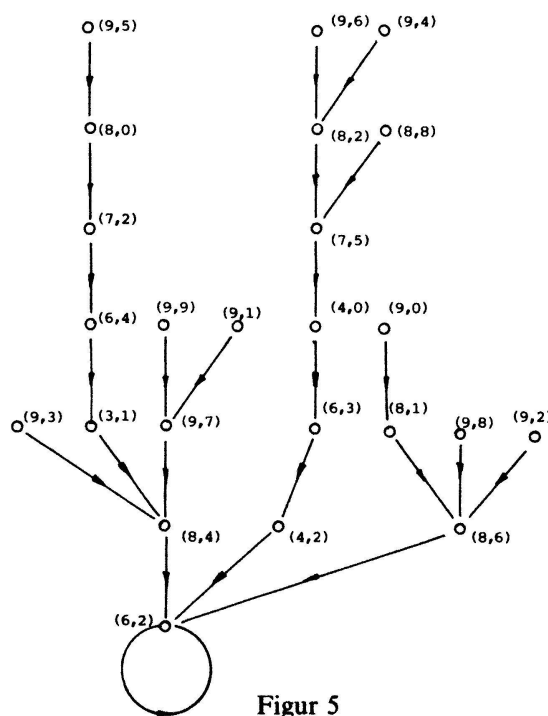 (9,5) (9,6) (9,4)
(8,0) (8,2) (8,8)
(7,2) (7,5)
(6,4) (9,9) (9,1) (4,0) (9,0)
(9,3) (3,1) (9,7) (6,3) (8,1) (9,8) (9,2)
(8,4) (4,2) (8,6)
(6,2)
Figur 5